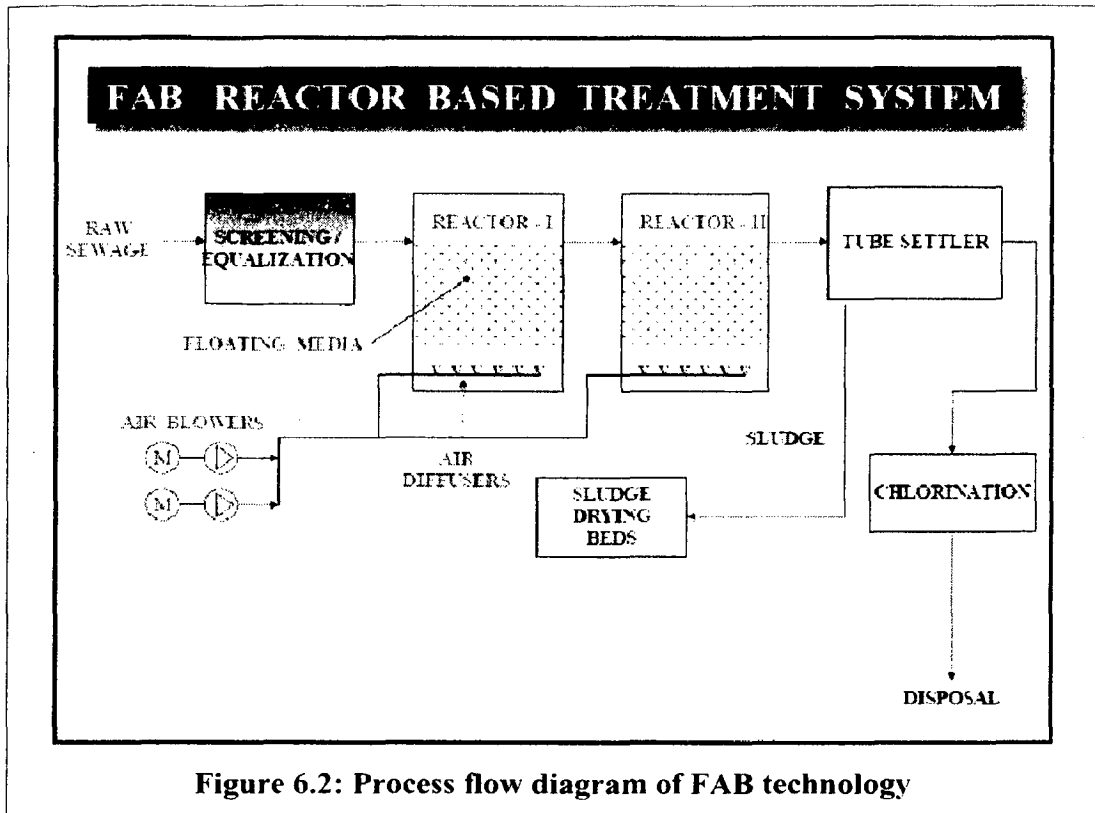 FAB REACTOR BASED TREATMENT SYSTEM
RAW
SEWAGE
SCREENING /
EQUALIZATION
REACTOR - I
REACTOR - II
TUBE SETTLER
FLOATING MEDIA
AIR BLOWERS
M
M
AIR
DIFFUSERS
SLUDGE
SLUDGE
DRYING
BEDS
CHLORINATION
DISPOSAL
Figure 6.2: Process flow diagram of FAB technology